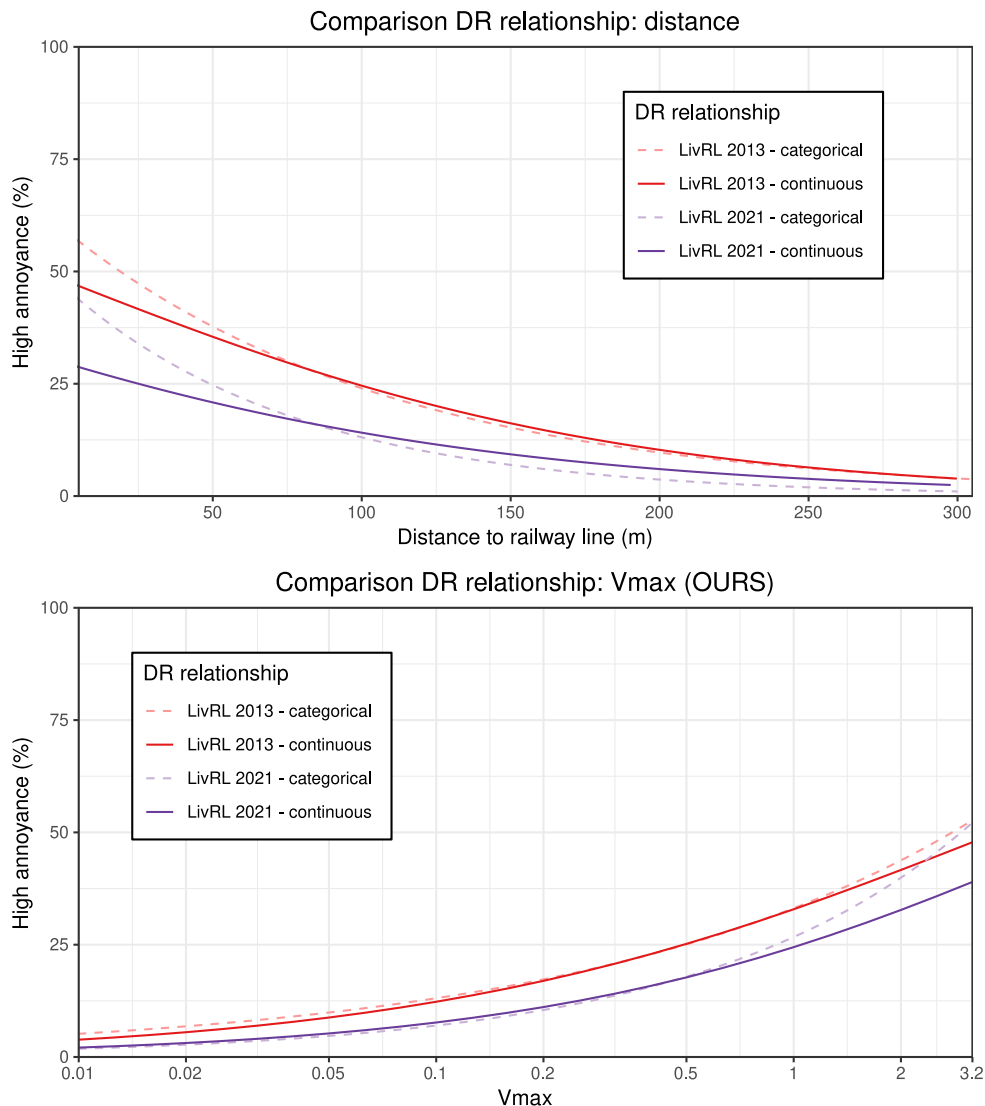 Comparison DR relationship: distance
100
75
50
25
0
High annoyance (%)
DR relationship
LivRL 2013 - categorical
LivRL 2013 - continuous
LivRL 2021 - categorical
LivRL 2021 - continuous
50 100 150 200 250 300
Distance to railway line (m)
Comparison DR relationship: Vmax (OURS)
100
75
50
25
0
High annoyance (%)
DR relationship
LivRL 2013 - categorical
LivRL 2013 - continuous
LivRL 2021 - categorical
LivRL 2021 - continuous
0.01 0.02 0.05 0.1 0.2 0.5 1 2 3.2
Vmax